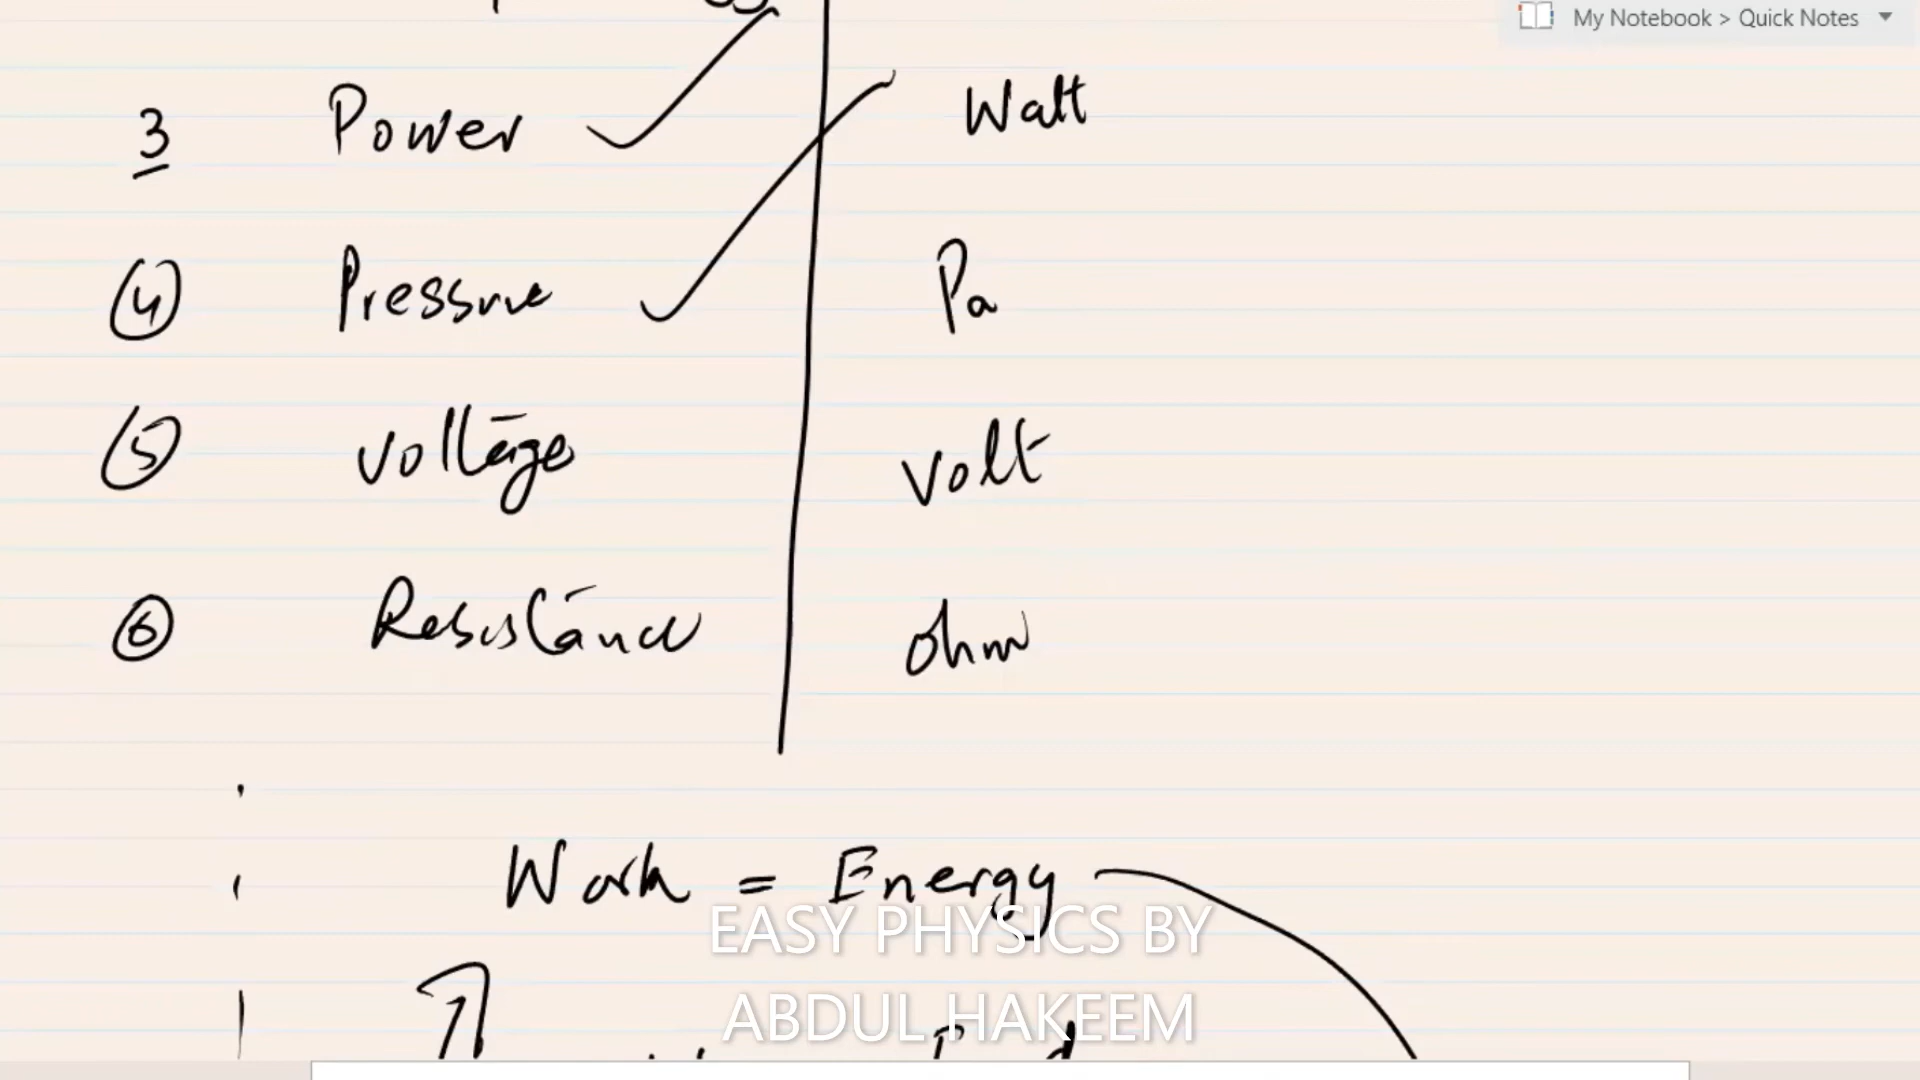 My Notebook > Quick Notes
3 Power Watt
4 Pressure Pa
5 Voltage volt
6 Resistance ohm
Work = Energy
EASY PHYSICS BY
ABDUL HAKEEM